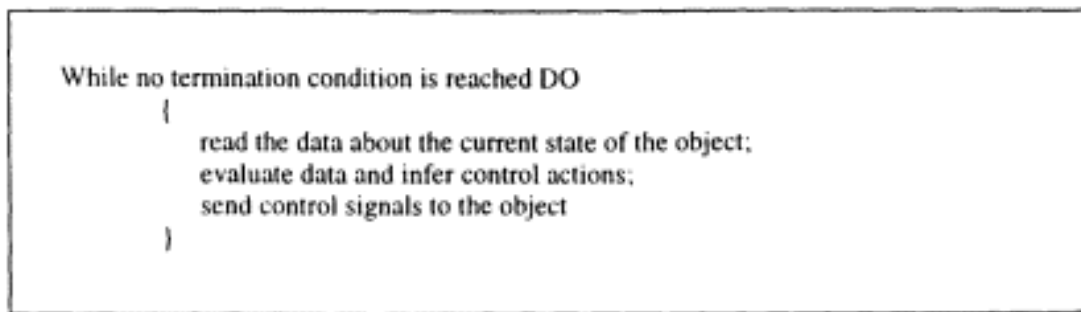 While no termination condition is reached DO
{
read the data about the current state of the object;
evaluate data and infer control actions;
send control signals to the object
}